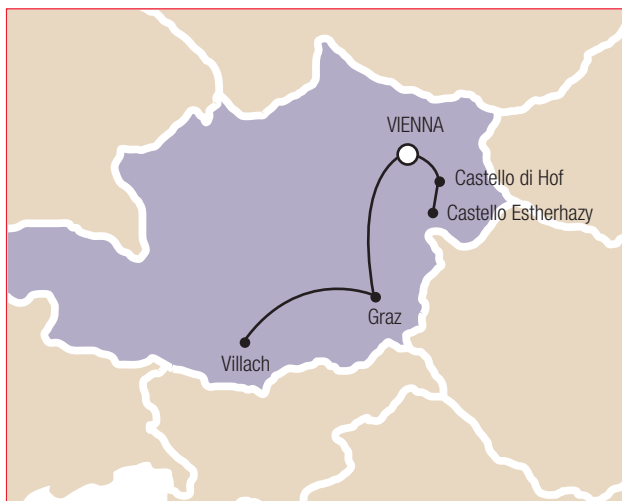 VIENNA
Castello di Hof
Castello Estherhazy
Graz
Villach